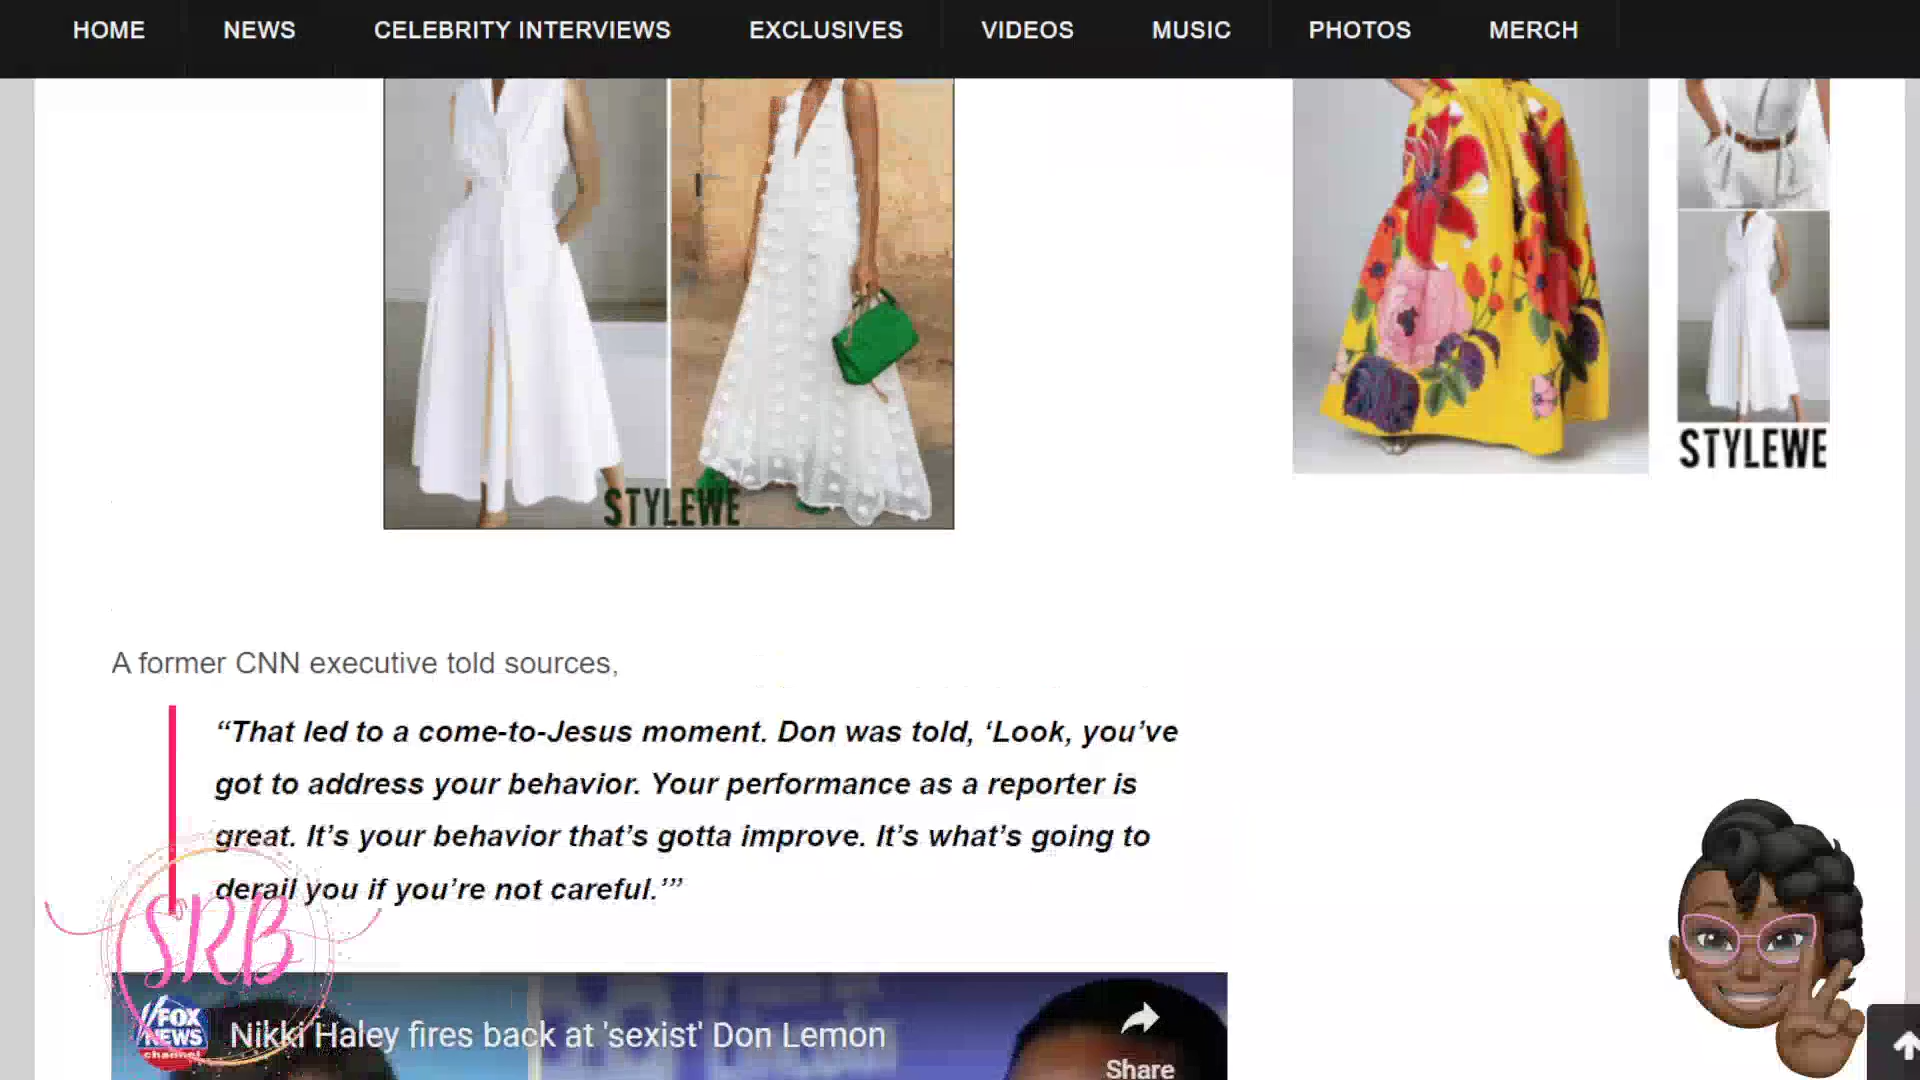 HOME NEWS CELEBRITY INTERVIEWS EXCLUSIVES VIDEOS MUSIC PHOTOS MERCH
STYLEWE
STYLEWE
A former CNN executive told sources,
“That led to a come-to-Jesus moment. Don was told, ‘Look, you’ve
got to address your behavior. Your performance as a reporter is
great. It’s your behavior that’s gotta improve. It’s what’s going to
derail you if you’re not careful.’”
SRB
FOX
NEWS
channel
Nikki Haley fires back at 'sexist' Don Lemon
Share